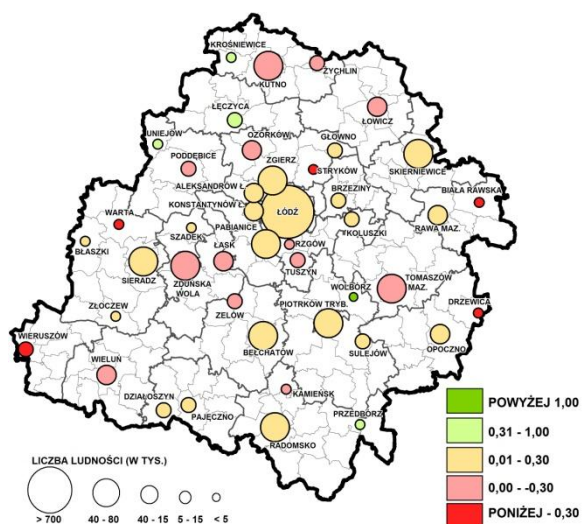 KROŚNIEWICE
KUTNO
ŻYCHLIN
ŁĘCZYCA
ŁOWICZ
UNIEJÓW
OZORKÓW
GŁOWNO
PODDĘBICE
ZGIERZ
STRYKÓW
SKIERNIEWICE
ALEKSANDRÓW Ł.
BRZEZINY
BIAŁA RAWSKA
KONSTANTYNÓW Ł.
ŁÓDŹ
WARTA
PABIANICE
KOLUSZKI
RAWA MAZ.
SZADEK
BŁASZKI
ŁASK
RZGÓW
SIERADZ
ZDUŃSKA
WOLA
TUSZYN
TOMASZÓW
MAZ.
WOLBÓRZ
ZŁOCZEW
ZELÓW
PIOTRKÓW TRYB.
DRZEWICA
WIERUSZÓW
BEŁCHATÓW
SULEJÓW
OPOCZNO
WIELUŃ
KAMIEŃSK
DZIAŁOSZYN
PAJĘCZNO
PRZEDBÓRZ
RADOMSKO
POWYŻEJ 1,00
0,31 - 1,00
0,01 - 0,30
0,00 - -0,30
PONIŻEJ - 0,30
LICZBA LUDNOŚCI (W TYS.)
> 700 40 - 80 40 - 15 5 - 15 < 5